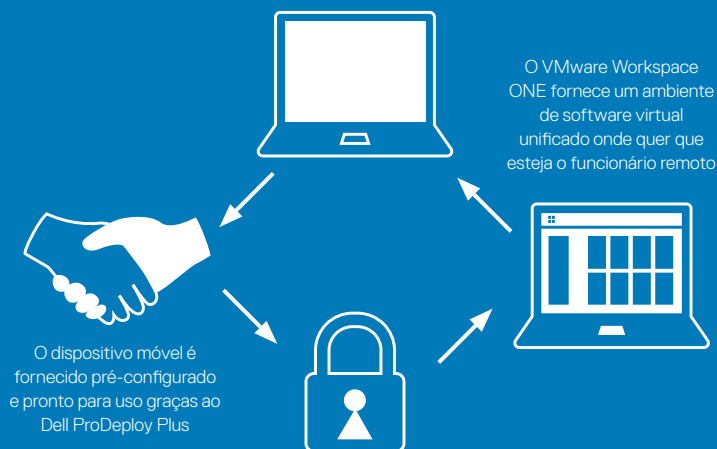 O VMware Workspace
ONE fornece um ambiente
de software virtual
unificado onde quer que
esteja o funcionário remoto
O dispositivo móvel é
fornecido pré-configurado
e pronto para uso graças ao
Dell ProDeploy Plus